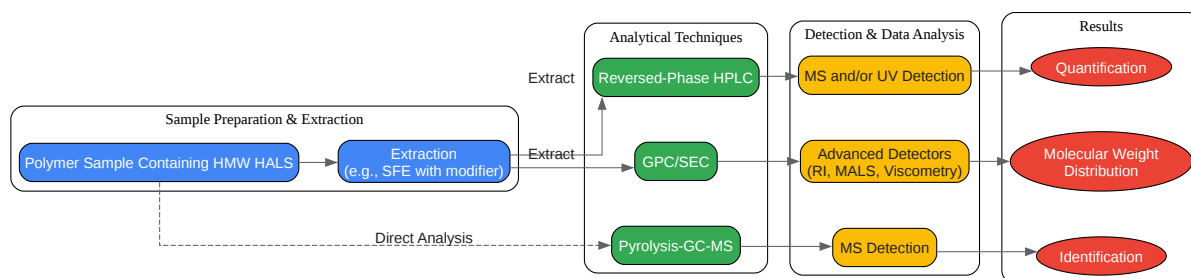 Analytical Techniques
Detection & Data Analysis
Results
Extract
Reversed-Phase HPLC
MS and/or UV Detection
Quantification
Sample Preparation & Extraction
Polymer Sample Containing HMW HALS
Extraction
(e.g., SFE with modifier)
Extract
GPC/SEC
Advanced Detectors
(RI, MALS, Viscometry)
Molecular Weight
Distribution
Direct Analysis
Pyrolysis-GC-MS
MS Detection
Identification